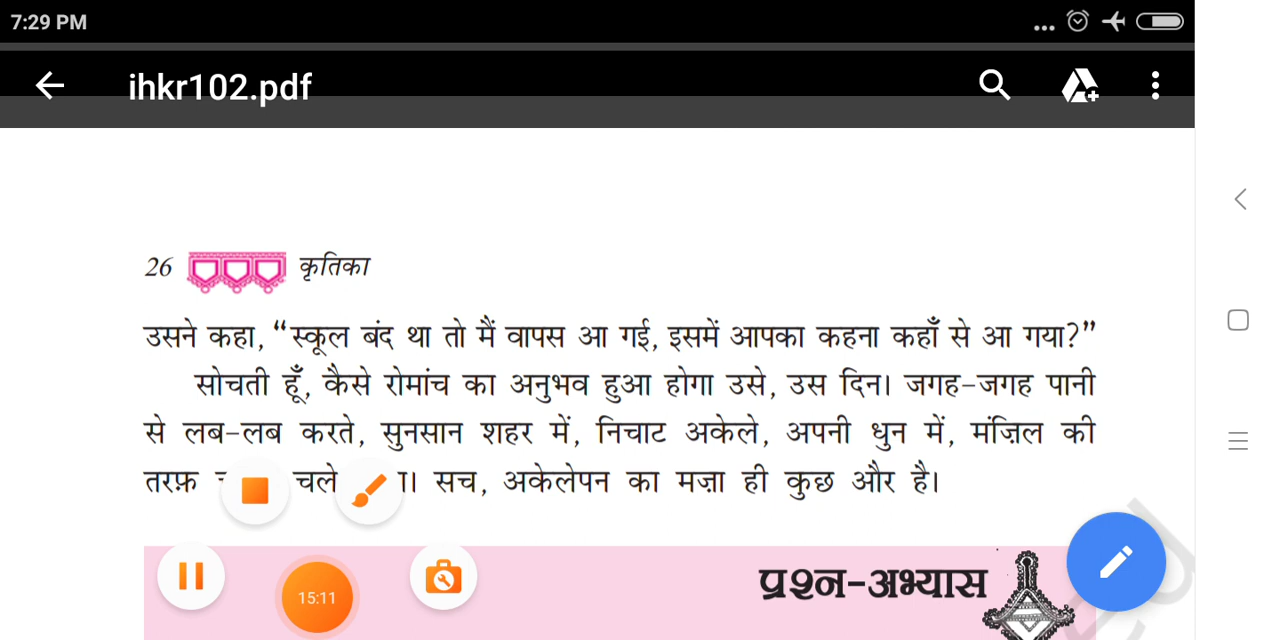 7:29 PM
ihkr102.pdf
26 कृतिका
उसने कहा, “स्कूल बंद था तो मैं वापस आ गई, इसमें आपका कहना कहाँ से आ गया?”
सोचती हूँ, कैसे रोमांच का अनुभव हुआ होगा उसे, उस दिन। जगह-जगह पानी
से लब-लब करते, सुनसान शहर में, निचाट अकेले, अपनी धुन में, मंज़िल की
तरफ़ चले सच, अकेलेपन का मज़ा ही कुछ और है।
प्रश्न-अभ्यास
15:11